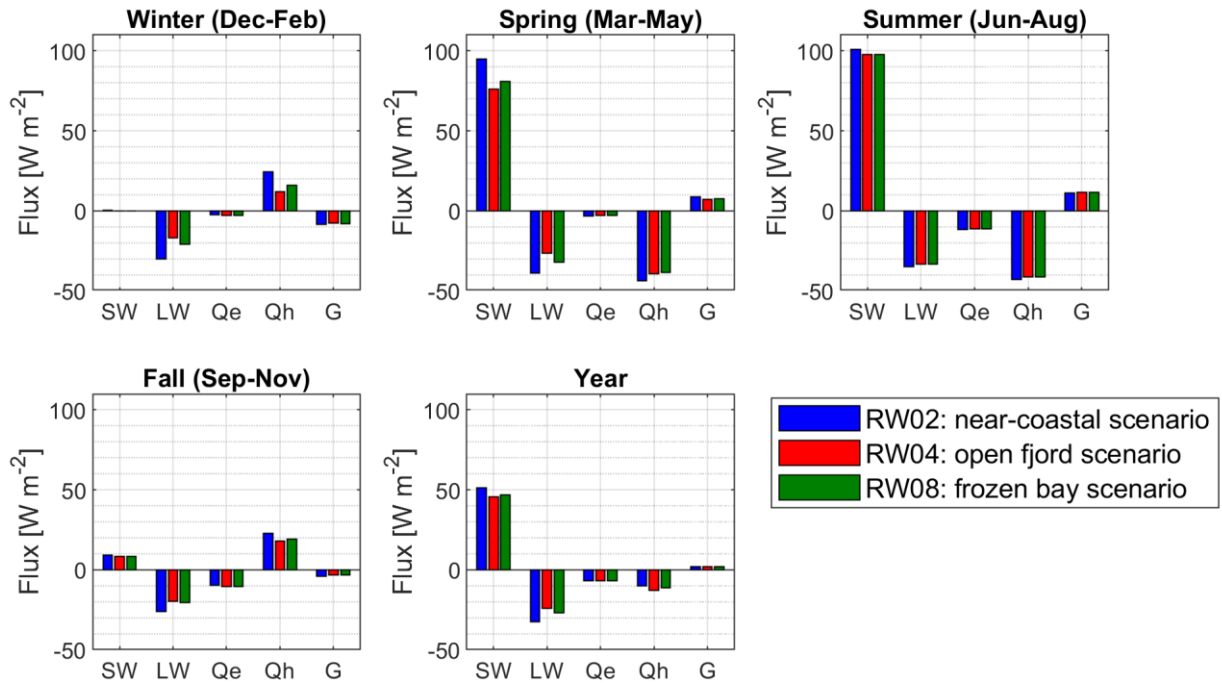 Winter (Dec-Feb)
Flux [W m-2]
100
50
0
-50
SW LW Qe Qh G
Spring (Mar-May)
Flux [W m-2]
100
50
0
-50
SW LW Qe Qh G
Summer (Jun-Aug)
Flux [W m-2]
100
50
0
-50
SW LW Qe Qh G
Fall (Sep-Nov)
Flux [W m-2]
100
50
0
-50
SW LW Qe Qh G
Year
Flux [W m-2]
100
50
0
-50
SW LW Qe Qh G
RW02: near-coastal scenario
RW04: open fjord scenario
RW08: frozen bay scenario